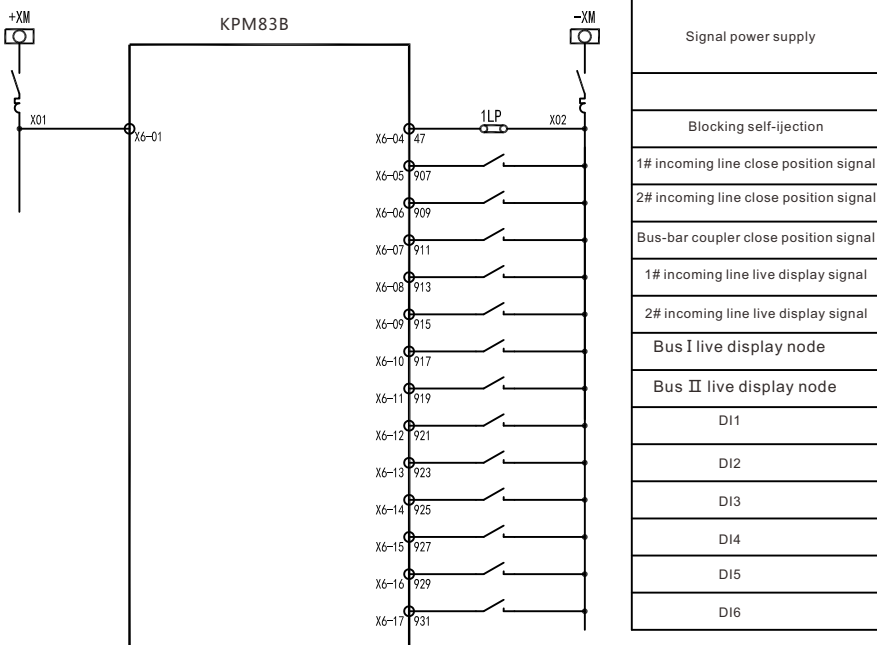 +XM
KPM83B
-XM
Signal power supply
X01
X6-01
1LP
X02
X6-04 47
Blocking self-ijection
X6-05 907
1# incoming line close position signal
X6-06 909
2# incoming line close position signal
X6-07 911
Bus-bar coupler close position signal
X6-08 913
1# incoming line live display signal
X6-09 915
2# incoming line live display signal
X6-10 917
Bus Ⅰ live display node
X6-11 919
Bus Ⅱ live display node
X6-12 921
DI1
X6-13 923
DI2
X6-14 925
DI3
X6-15 927
DI4
X6-16 929
DI5
X6-17 931
DI6